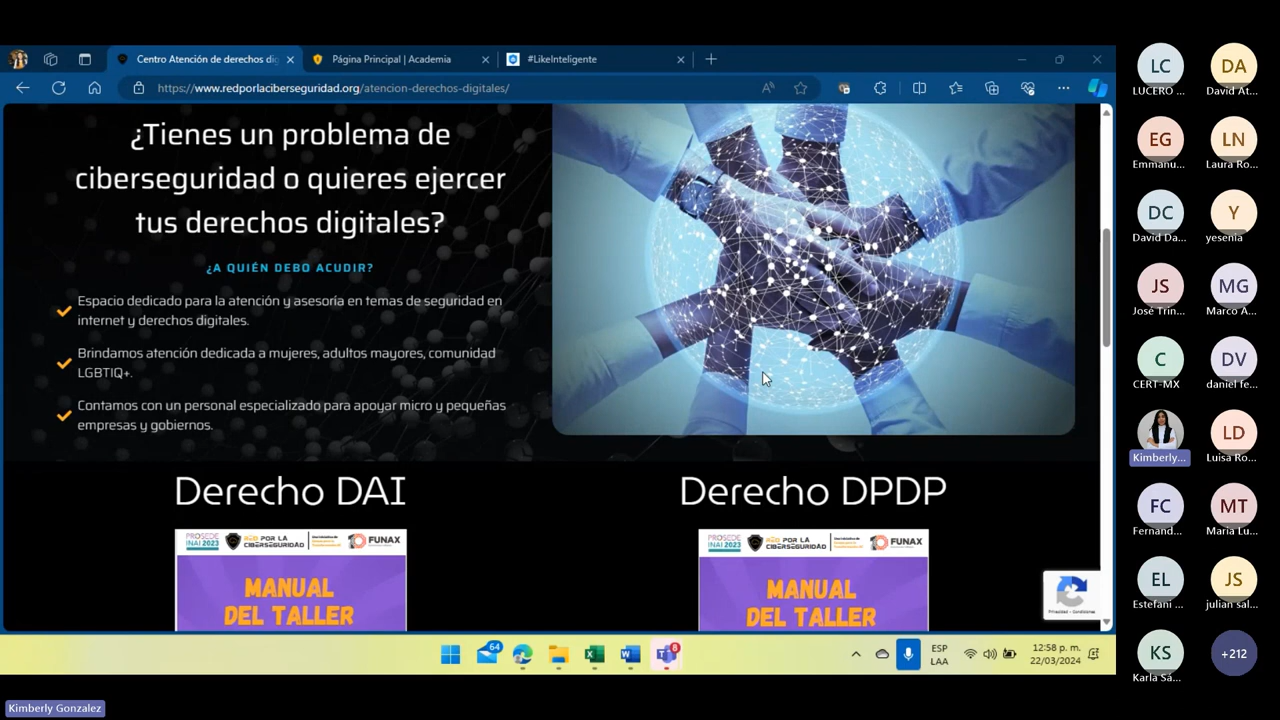 Centro Atención de derechos dig
Página Principal | Academia
#LikeInteligente
https://www.redporlaciberseguridad.org/atencion-derechos-digitales/
¿Tienes un problema de
ciberseguridad o quieres ejercer
tus derechos digitales?
¿A QUIÉN DEBO ACUDIR?
Espacio dedicado para la atención y asesoría en temas de seguridad en
internet y derechos digitales.
Brindamos atención dedicada a mujeres, adultos mayores, comunidad
LGBTIQ+.
Contamos con un personal especializado para apoyar micro y pequeñas
empresas y gobiernos.
Derecho DAI
Derecho DPDP
PROSEDE
INAI 2023
RED POR LA
CIBERSEGURIDAD
FUNAX
MANUAL
DEL TALLER
PROSEDE
INAI 2023
RED POR LA
CIBERSEGURIDAD
FUNAX
MANUAL
DEL TALLER
Privacidad - Condiciones
64
8
ESP
LAA
12:58 p. m.
22/03/2024
LC
LUCERO ...
DA
David At...
EG
Emmanu...
LN
Laura Ro...
DC
David Da...
Y
yesenia
JS
José Trin...
MG
Marco A...
C
CERT-MX
DV
daniel fe...
Kimberly...
LD
Luisa Ro...
FC
Fernand...
MT
Maria Lu...
EL
Estefani ...
JS
julian sal...
KS
Karla Sá...
+212
Kimberly Gonzalez